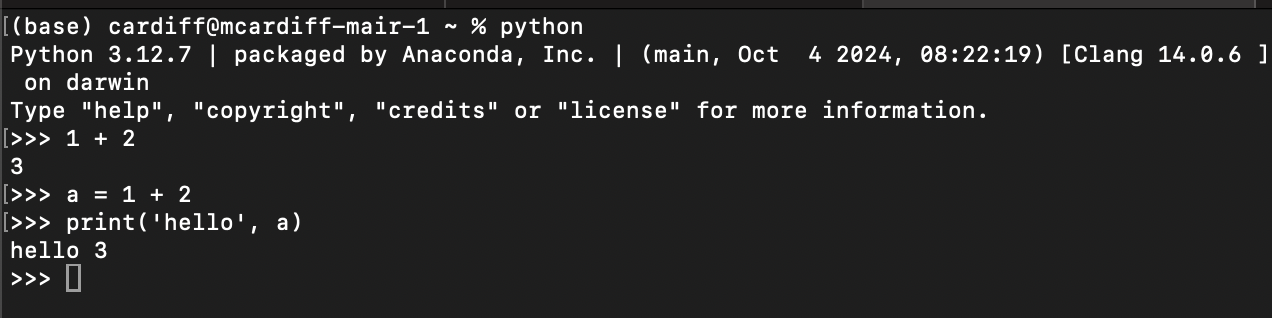 (base) cardiff@mcardiff-mair-1 ~ % python
Python 3.12.7 | packaged by Anaconda, Inc. | (main, Oct  4 2024, 08:22:19) [Clang 14.0.6 ]
 on darwin
Type "help", "copyright", "credits" or "license" for more information.
>>> 1 + 2
3
>>> a = 1 + 2
>>> print('hello', a)
hello 3
>>>